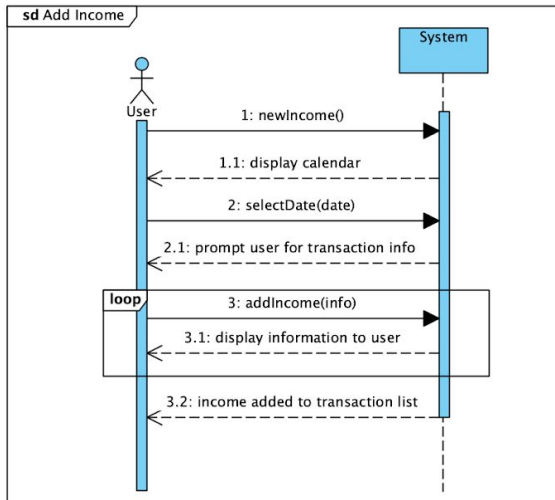 sd Add Income
System
User
1: newIncome()
1.1: display calendar
2: selectDate(date)
2.1: prompt user for transaction info
loop
3: addIncome(info)
3.1: display information to user
3.2: income added to transaction list